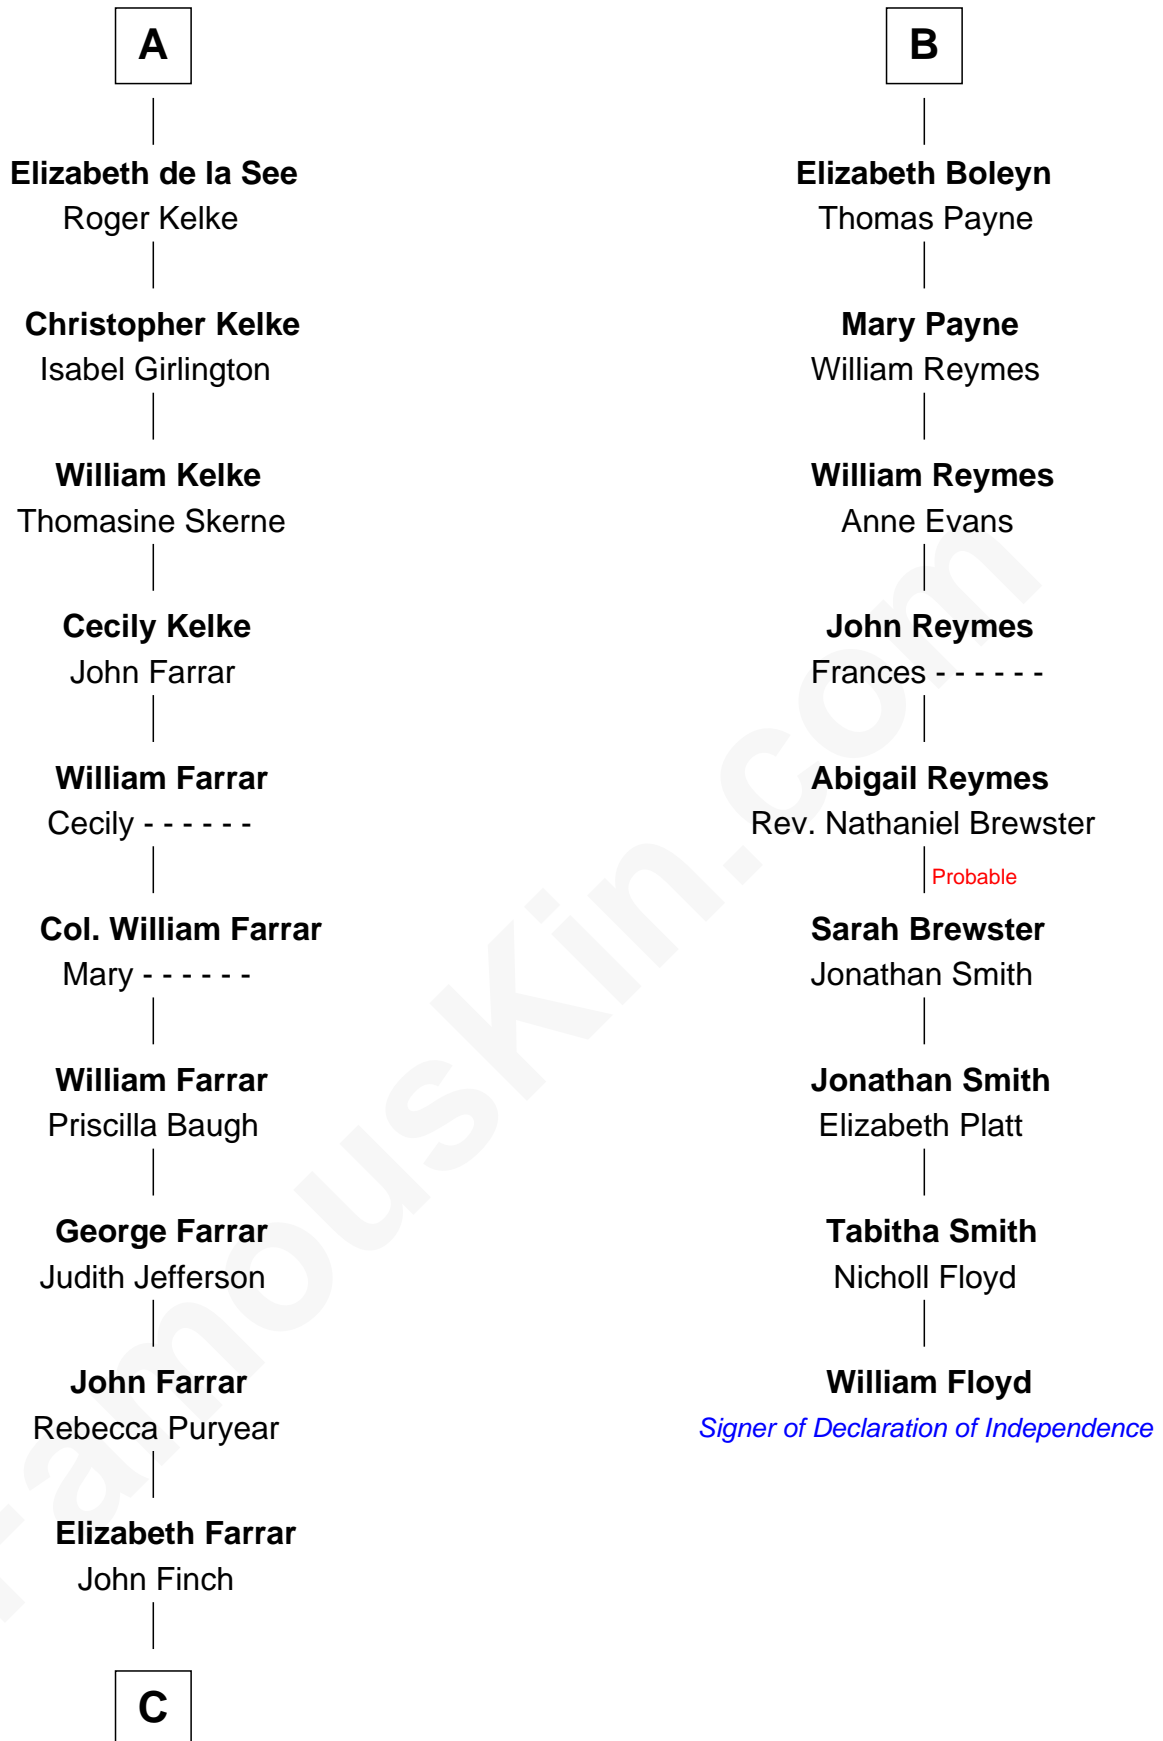 A
Elizabeth de la See
Roger Kelke
Christopher Kelke
Isabel Girlington
William Kelke
Thomasine Skerne
Cecily Kelke
John Farrar
William Farrar
Cecily - - - - - -
Col. William Farrar
Mary - - - - - -
William Farrar
Priscilla Baugh
George Farrar
Judith Jefferson
John Farrar
Rebecca Puryear
Elizabeth Farrar
John Finch
C
B
Elizabeth Boleyn
Thomas Payne
Mary Payne
William Reymes
William Reymes
Anne Evans
John Reymes
Frances - - - - - -
Abigail Reymes
Rev. Nathaniel Brewster
Probable
Sarah Brewster
Jonathan Smith
Jonathan Smith
Elizabeth Platt
Tabitha Smith
Nicholl Floyd
William Floyd
Signer of Declaration of Independence
FamousKin.com